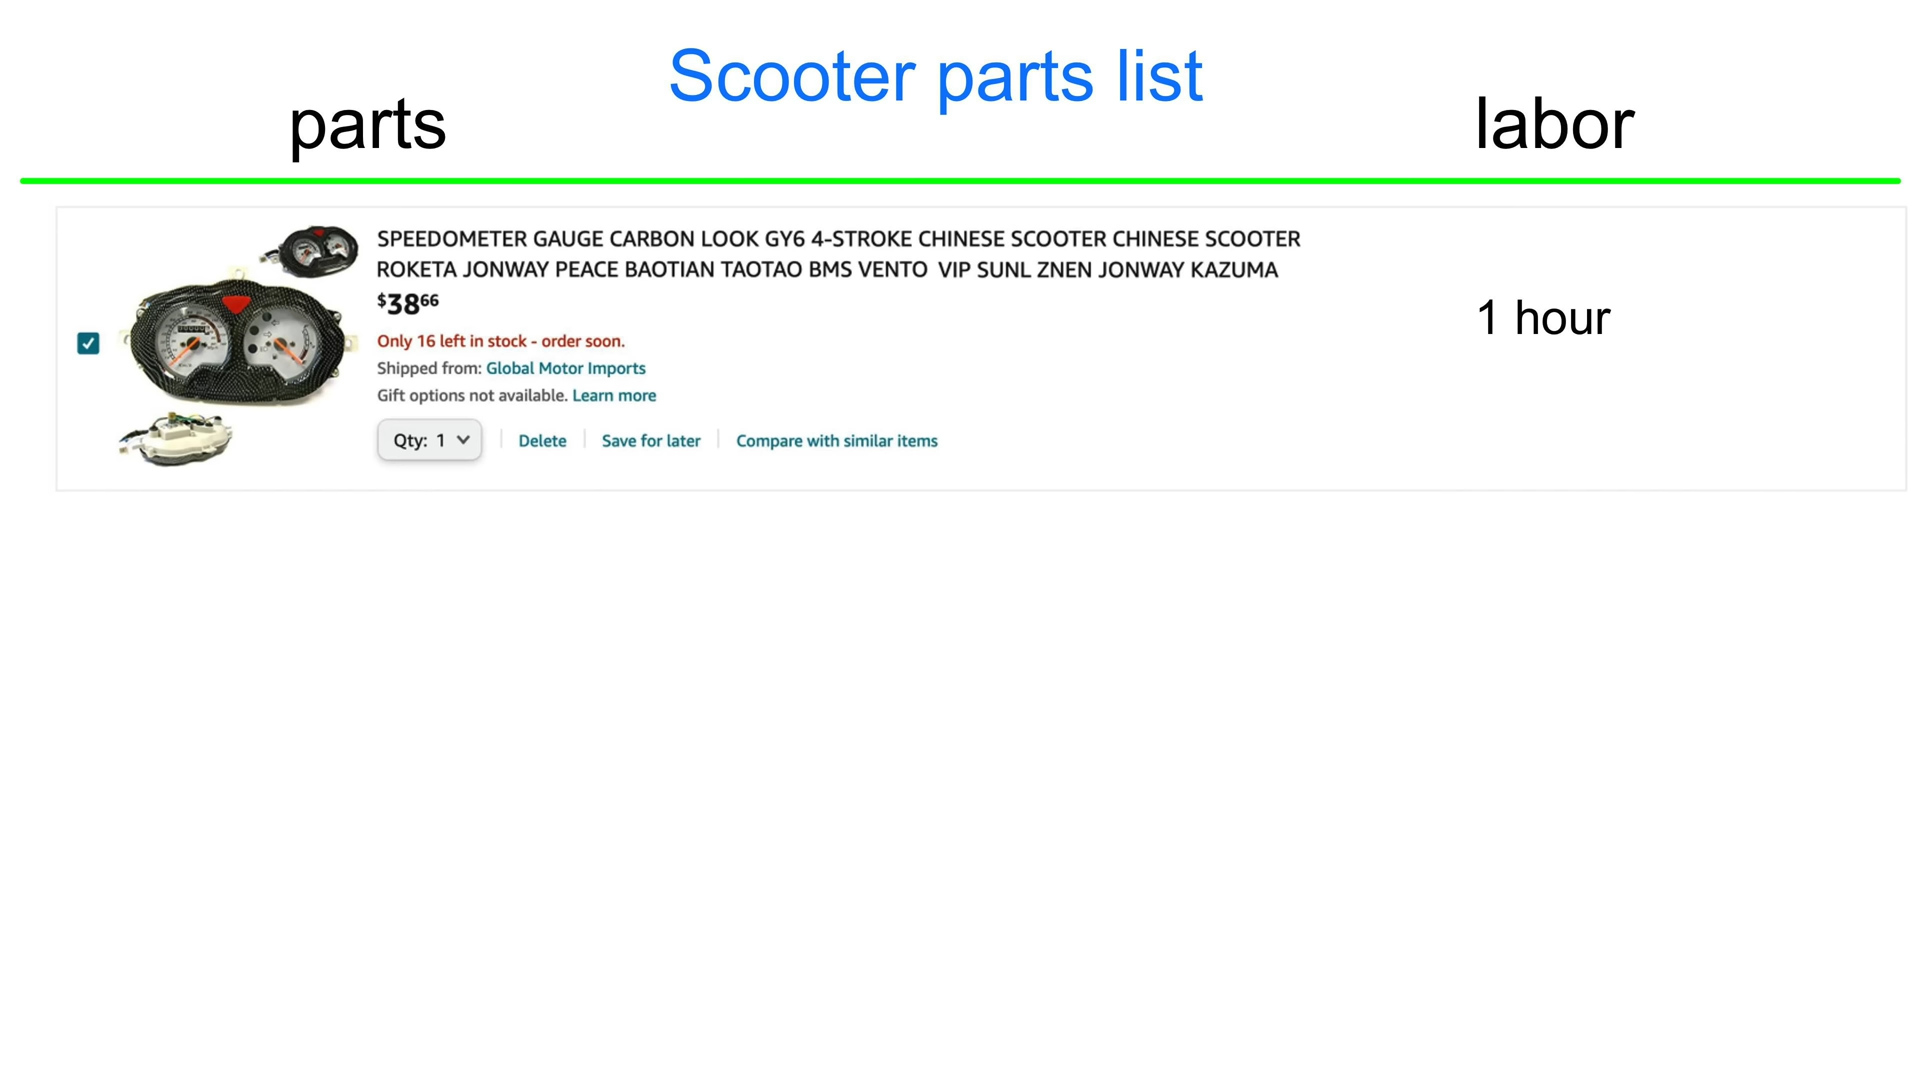 Scooter parts list
parts
labor
SPEEDOMETER GAUGE CARBON LOOK GY6 4-STROKE CHINESE SCOOTER CHINESE SCOOTER
ROKETA JONWAY PEACE BAOTIAN TAOTAO BMS VENTO VIP SUNL ZNEN JONWAY KAZUMA
$3866
Only 16 left in stock - order soon.
Shipped from: Global Motor Imports
Gift options not available. Learn more
Qty: 1
Delete
Save for later
Compare with similar items
1 hour